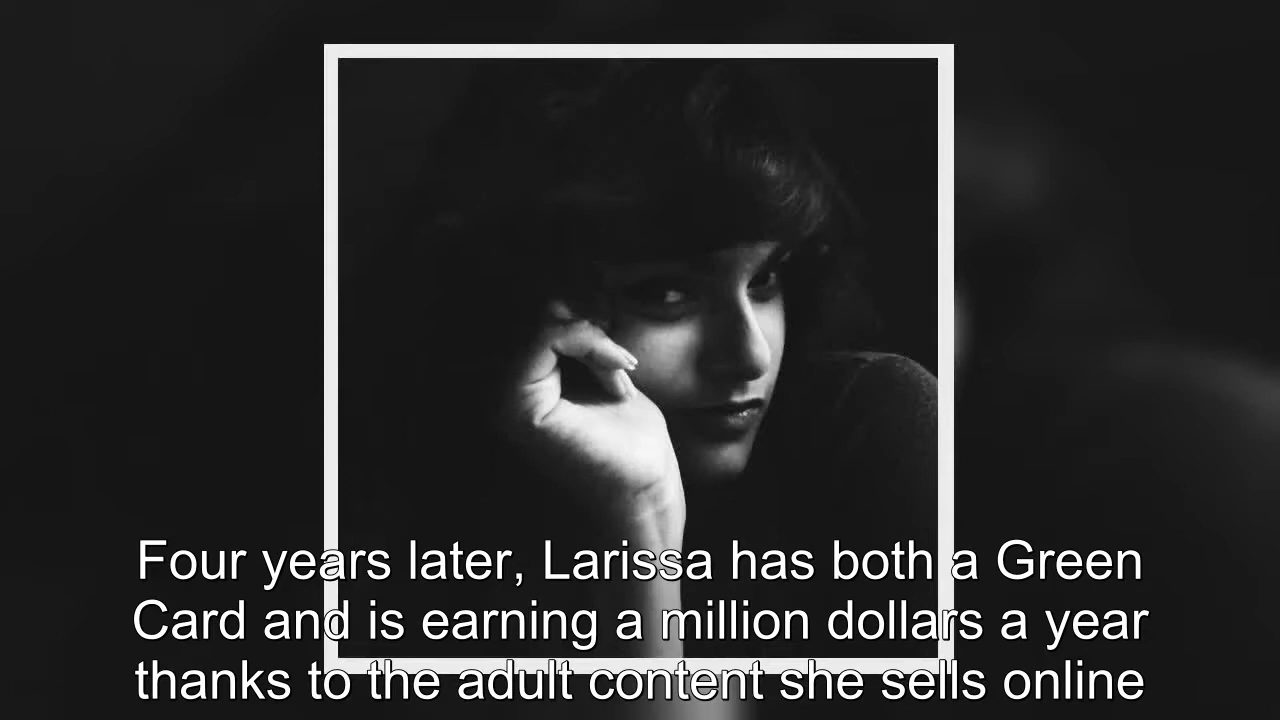 Four years later, Larissa has both a Green
Card and is earning a million dollars a year
thanks to the adult content she sells online